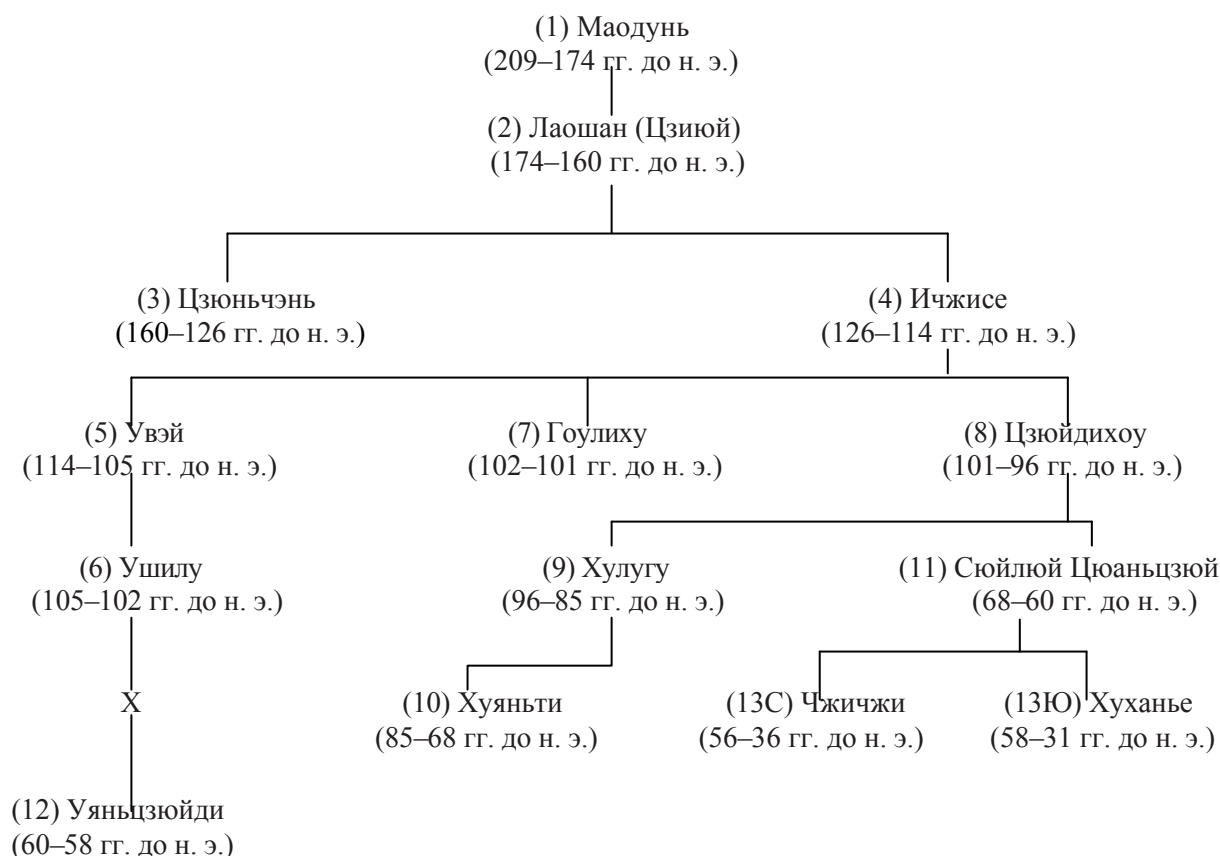 (1) Маодунь
(209–174 гг. до н. э.)
(2) Лаошан (Цзиюй)
(174–160 гг. до н. э.)
(3) Цзюньчэнь
(160–126 гг. до н. э.)
(4) Ичжисе
(126–114 гг. до н. э.)
(5) Увэй
(114–105 гг. до н. э.)
(7) Гоулиху
(102–101 гг. до н. э.)
(8) Цзюйдихоу
(101–96 гг. до н. э.)
(6) Ушилу
(105–102 гг. до н. э.)
(9) Хулугу
(96–85 гг. до н. э.)
(11) Сюйлюй Цюаньцзюй
(68–60 гг. до н. э.)
Х
(10) Хуяньти
(85–68 гг. до н. э.)
(13С) Чжичжи
(56–36 гг. до н. э.)
(13Ю) Хуханье
(58–31 гг. до н. э.)
(12) Уяньцзюйди
(60–58 гг. до н. э.)